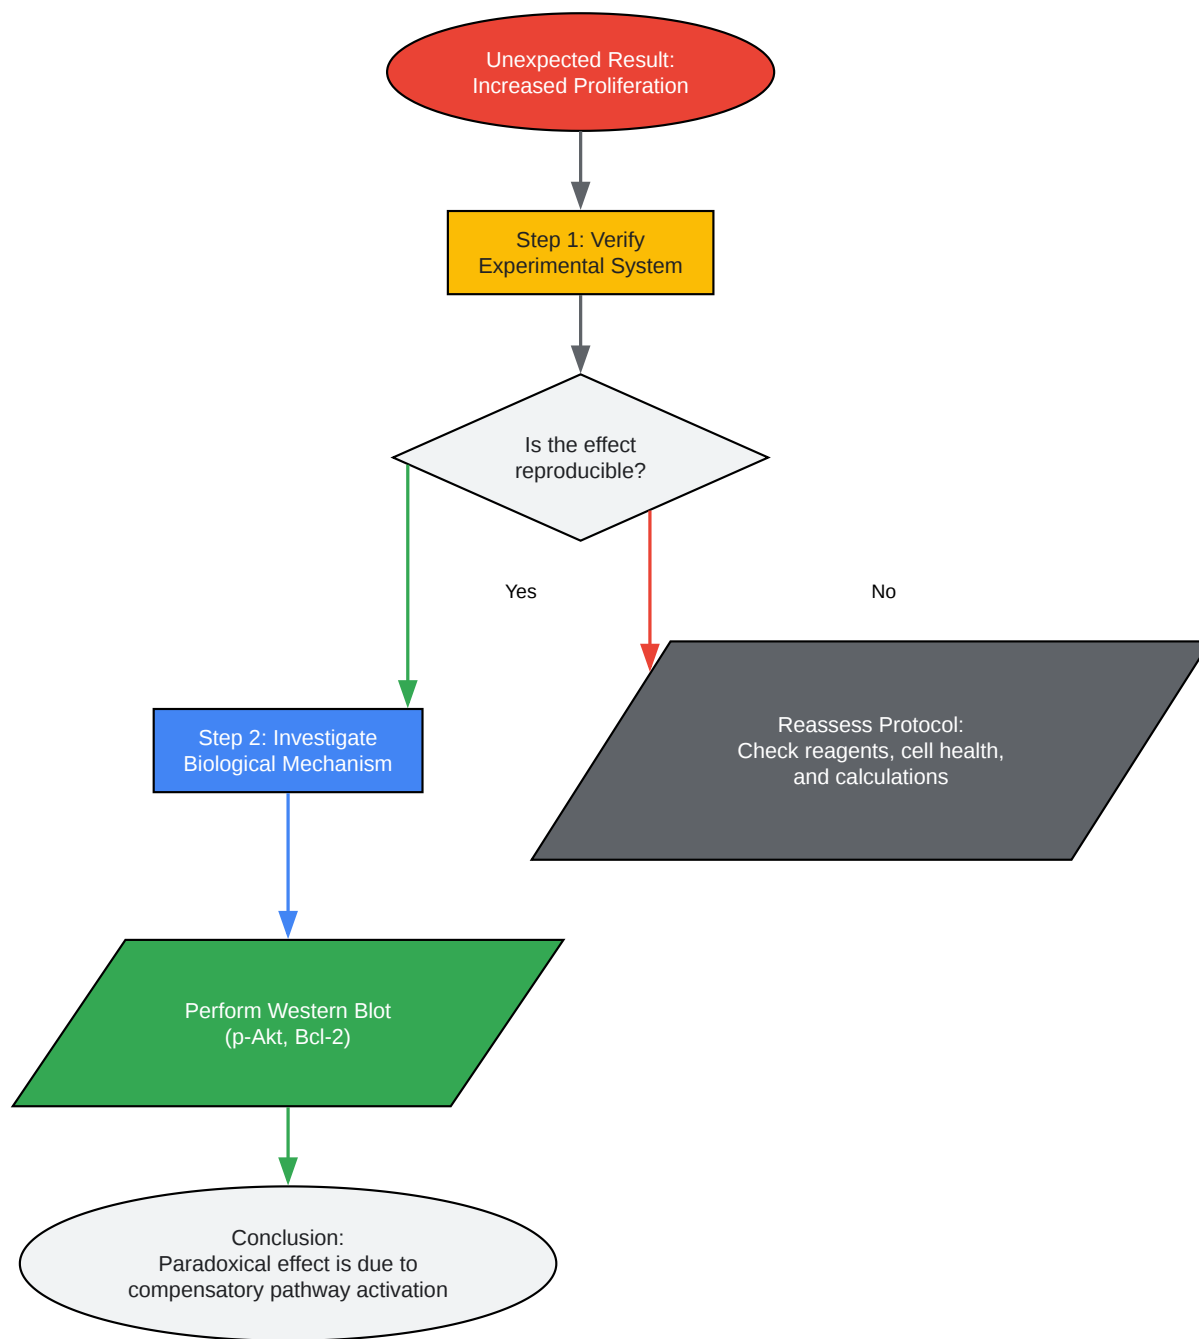 Unexpected Result:
Increased Proliferation
Step 1: Verify
Experimental System
Is the effect
reproducible?
Yes
No
Step 2: Investigate
Biological Mechanism
Reassess Protocol:
Check reagents, cell health,
and calculations
Perform Western Blot
(p-Akt, Bcl-2)
Conclusion:
Paradoxical effect is due to
compensatory pathway activation